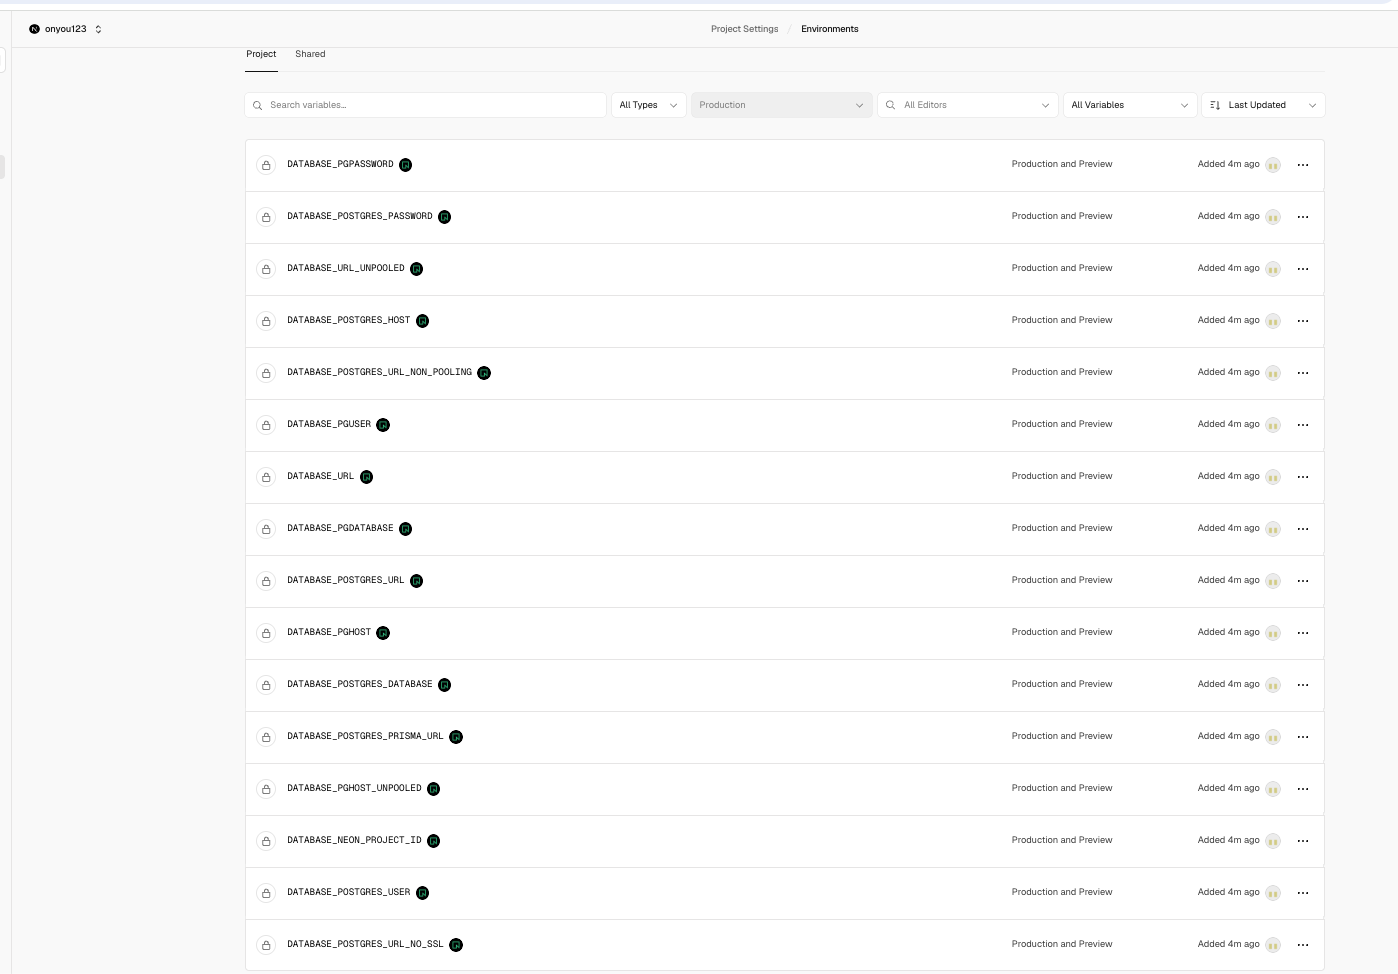 onyou123
Project Settings / Environments
Project Shared
Search variables... All Types Production All Editors All Variables Last Updated
DATABASE_PGPASSWORD Production and Preview Added 4m ago
DATABASE_POSTGRES_PASSWORD Production and Preview Added 4m ago
DATABASE_URL_UNPOOLED Production and Preview Added 4m ago
DATABASE_POSTGRES_HOST Production and Preview Added 4m ago
DATABASE_POSTGRES_URL_NON_POOLING Production and Preview Added 4m ago
DATABASE_PGUSER Production and Preview Added 4m ago
DATABASE_URL Production and Preview Added 4m ago
DATABASE_PGDATABASE Production and Preview Added 4m ago
DATABASE_POSTGRES_URL Production and Preview Added 4m ago
DATABASE_PGHOST Production and Preview Added 4m ago
DATABASE_POSTGRES_DATABASE Production and Preview Added 4m ago
DATABASE_POSTGRES_PRISMA_URL Production and Preview Added 4m ago
DATABASE_PGHOST_UNPOOLED Production and Preview Added 4m ago
DATABASE_NEON_PROJECT_ID Production and Preview Added 4m ago
DATABASE_POSTGRES_USER Production and Preview Added 4m ago
DATABASE_POSTGRES_URL_NO_SSL Production and Preview Added 4m ago